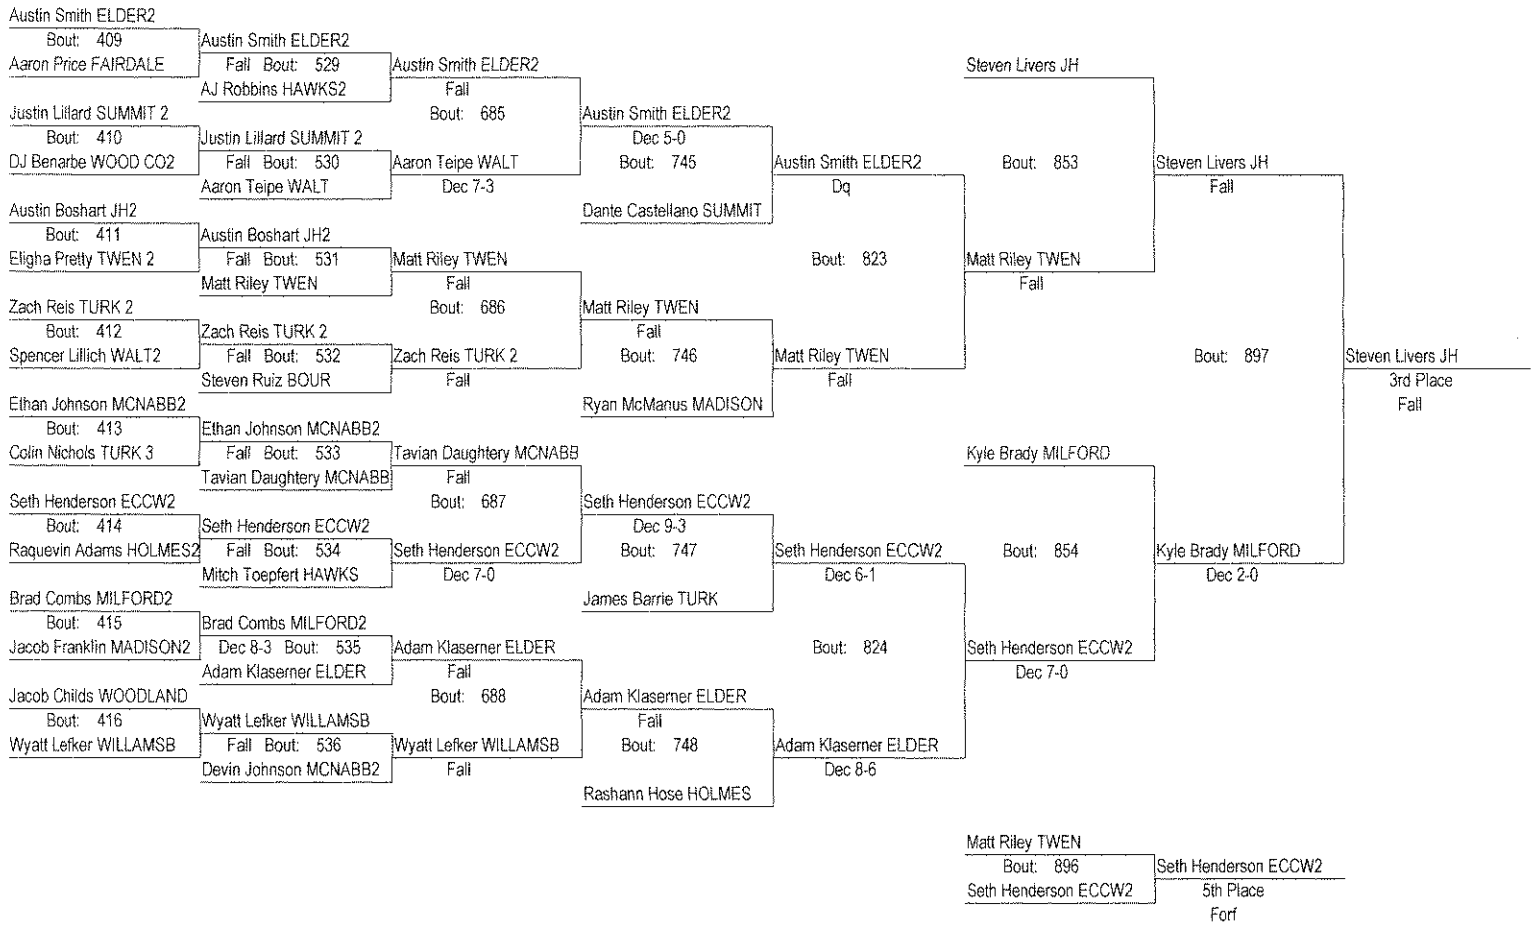 Austin Smith ELDER2
Bout: 409
Aaron Price FAIRDALE
Austin Smith ELDER2
Fall Bout: 529
AJ Robbins HAWKS2
Austin Smith ELDER2
Fall
Bout: 685
Justin Lillard SUMMIT 2
Bout: 410
DJ Benarbe WOOD CO2
Justin Lillard SUMMIT 2
Fall Bout: 530
Aaron Teipe WALT
Aaron Teipe WALT
Dec 7-3
Austin Smith ELDER2
Dec 5-0
Bout: 745
Dante Castellano SUMMIT
Austin Smith ELDER2
Dq
Austin Boshart JH2
Bout: 411
Eligha Pretty TWEN 2
Austin Boshart JH2
Fall Bout: 531
Matt Riley TWEN
Matt Riley TWEN
Fall
Bout: 686
Zach Reis TURK 2
Bout: 412
Spencer Lillich WALT2
Zach Reis TURK 2
Fall Bout: 532
Steven Ruiz BOUR
Zach Reis TURK 2
Fall
Matt Riley TWEN
Fall
Bout: 746
Ryan McManus MADISON
Matt Riley TWEN
Fall
Bout: 823
Matt Riley TWEN
Fall
Steven Livers JH
Bout: 853
Steven Livers JH
Fall
Ethan Johnson MCNABB2
Bout: 413
Colin Nichols TURK 3
Ethan Johnson MCNABB2
Fall Bout: 533
Tavian Daughtery MCNABB
Tavian Daughtery MCNABB
Fall
Bout: 687
Seth Henderson ECCW2
Bout: 414
Raquevin Adams HOLMES2
Seth Henderson ECCW2
Fall Bout: 534
Mitch Toepfert HAWKS
Seth Henderson ECCW2
Dec 7-0
Seth Henderson ECCW2
Dec 9-3
Bout: 747
James Barrie TURK
Seth Henderson ECCW2
Dec 6-1
Brad Combs MILFORD2
Bout: 415
Jacob Franklin MADISON2
Brad Combs MILFORD2
Dec 8-3 Bout: 535
Adam Klaserner ELDER
Adam Klaserner ELDER
Fall
Bout: 688
Jacob Childs WOODLAND
Bout: 416
Wyatt Lefker WILLAMSB
Wyatt Lefker WILLAMSB
Fall Bout: 536
Devin Johnson MCNABB2
Wyatt Lefker WILLAMSB
Fall
Adam Klaserner ELDER
Fall
Bout: 748
Rashann Hose HOLMES
Adam Klaserner ELDER
Dec 8-6
Bout: 824
Seth Henderson ECCW2
Dec 7-0
Kyle Brady MILFORD
Bout: 854
Kyle Brady MILFORD
Dec 2-0
Bout: 897
Steven Livers JH
3rd Place
Fall
Matt Riley TWEN
Bout: 896
Seth Henderson ECCW2
Seth Henderson ECCW2
5th Place
Forf